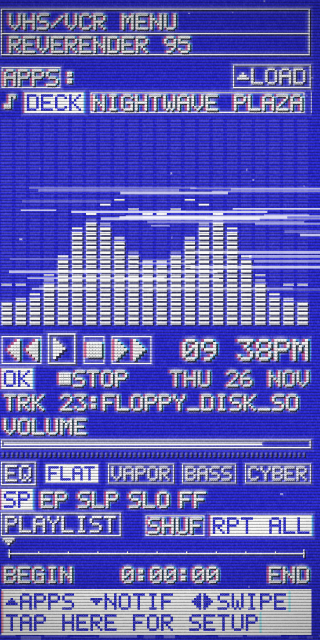 VHS/VCR MENU
REVERENDER 95
APPS: ▲LOAD
♪ DECK NIGHTWAVE PLAZA
09 38PM
OK ■STOP THU 26 NOV
TRK 23:FLOPPY_DISK_SO
VOLUME
EQ FLAT VAPOR BASS CYBER
SP EP SLP SLO FF
PLAYLIST SHUF RPT ALL
BEGIN 0:00:00 END
▲APPS ▼NOTIF ◀▶SWIPE
TAP HERE FOR SETUP